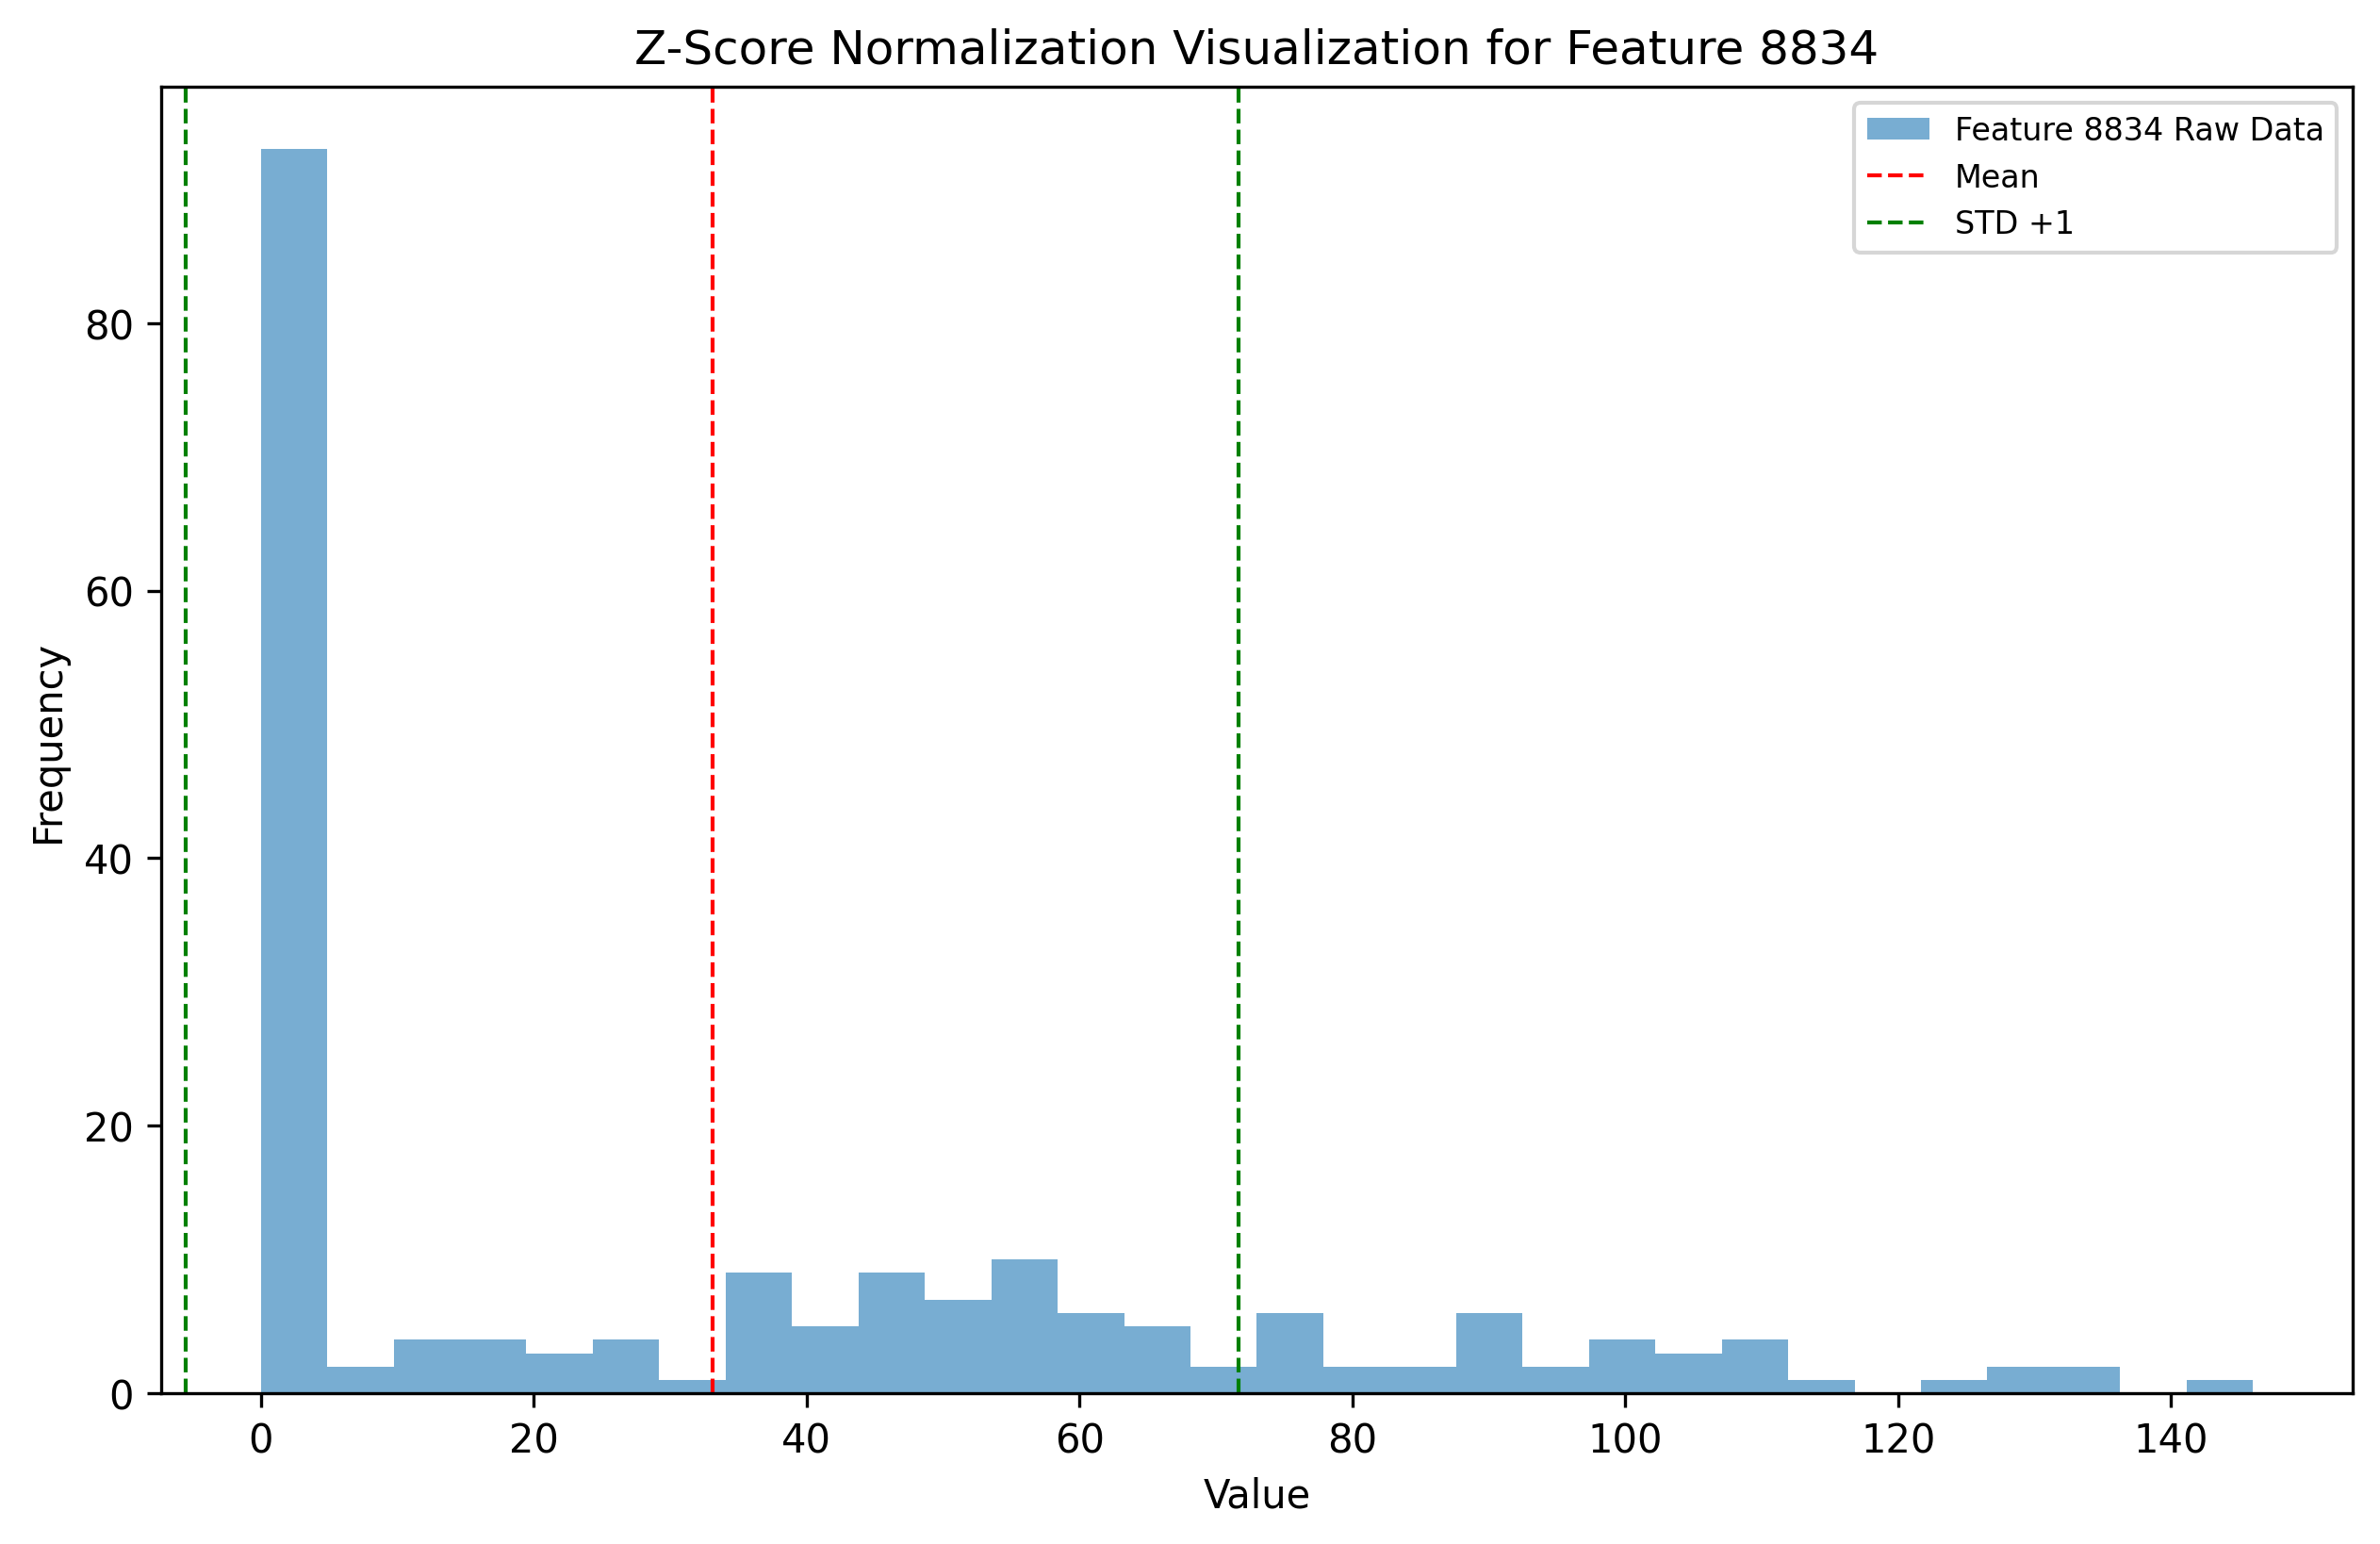 Z-Score Normalization Visualization for Feature 8834
Feature 8834 Raw Data
Mean
STD +1
80
60
40
20
0
Frequency
0 20 40 60 80 100 120 140
Value